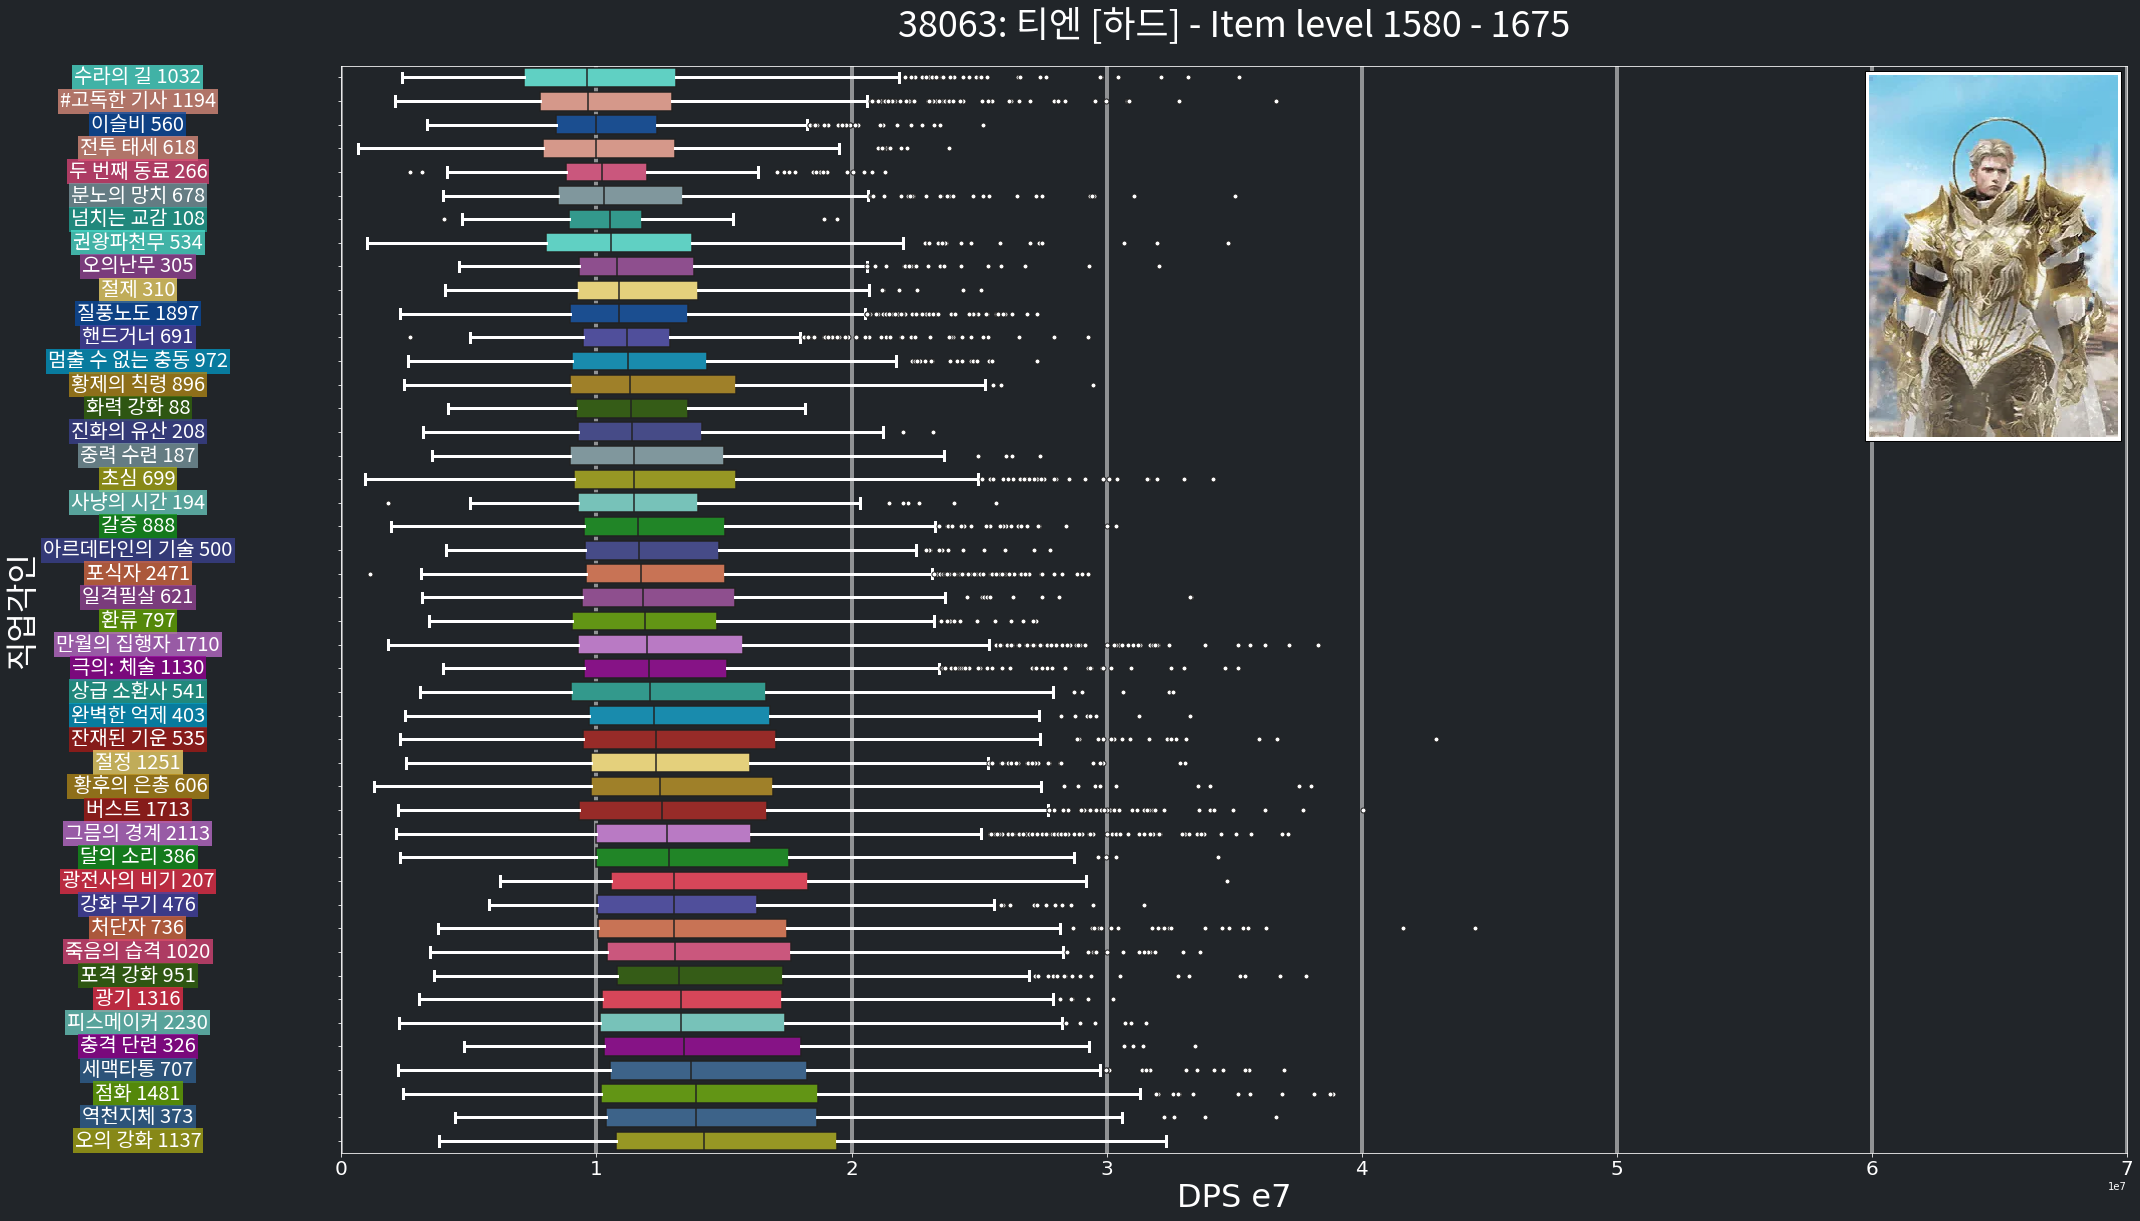 38063: 티엔 [하드] - Item level 1580 - 1675
수라의 길 1032
#고독한 기사 1194
이슬비 560
전투 태세 618
두 번째 동료 266
분노의 망치 678
넘치는 교감 108
권왕파천무 534
오의난무 305
절제 310
질풍노도 1897
핸드거너 691
멈출 수 없는 충동 972
황제의 칙령 896
화력 강화 88
진화의 유산 208
중력 수련 187
초심 699
사냥의 시간 194
갈증 888
아르데타인의 기술 500
포식자 2471
일격필살 621
환류 797
만월의 집행자 1710
극의: 체술 1130
상급 소환사 541
완벽한 억제 403
잔재된 기운 535
절정 1251
황후의 은총 606
버스트 1713
그믐의 경계 2113
달의 소리 386
광전사의 비기 207
강화 무기 476
처단자 736
죽음의 습격 1020
포격 강화 951
광기 1316
피스메이커 2230
충격 단련 326
세맥타통 707
점화 1481
역천지체 373
오의 강화 1137
직업각인
0 1 2 3 4 5 6 7
DPS e7
1e7